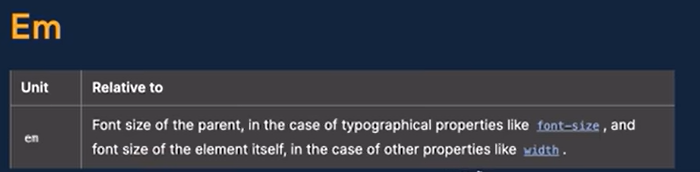 Em
Unit Relative to
em Font size of the parent, in the case of typographical properties like font-size, and
font size of the element itself, in the case of other properties like width.